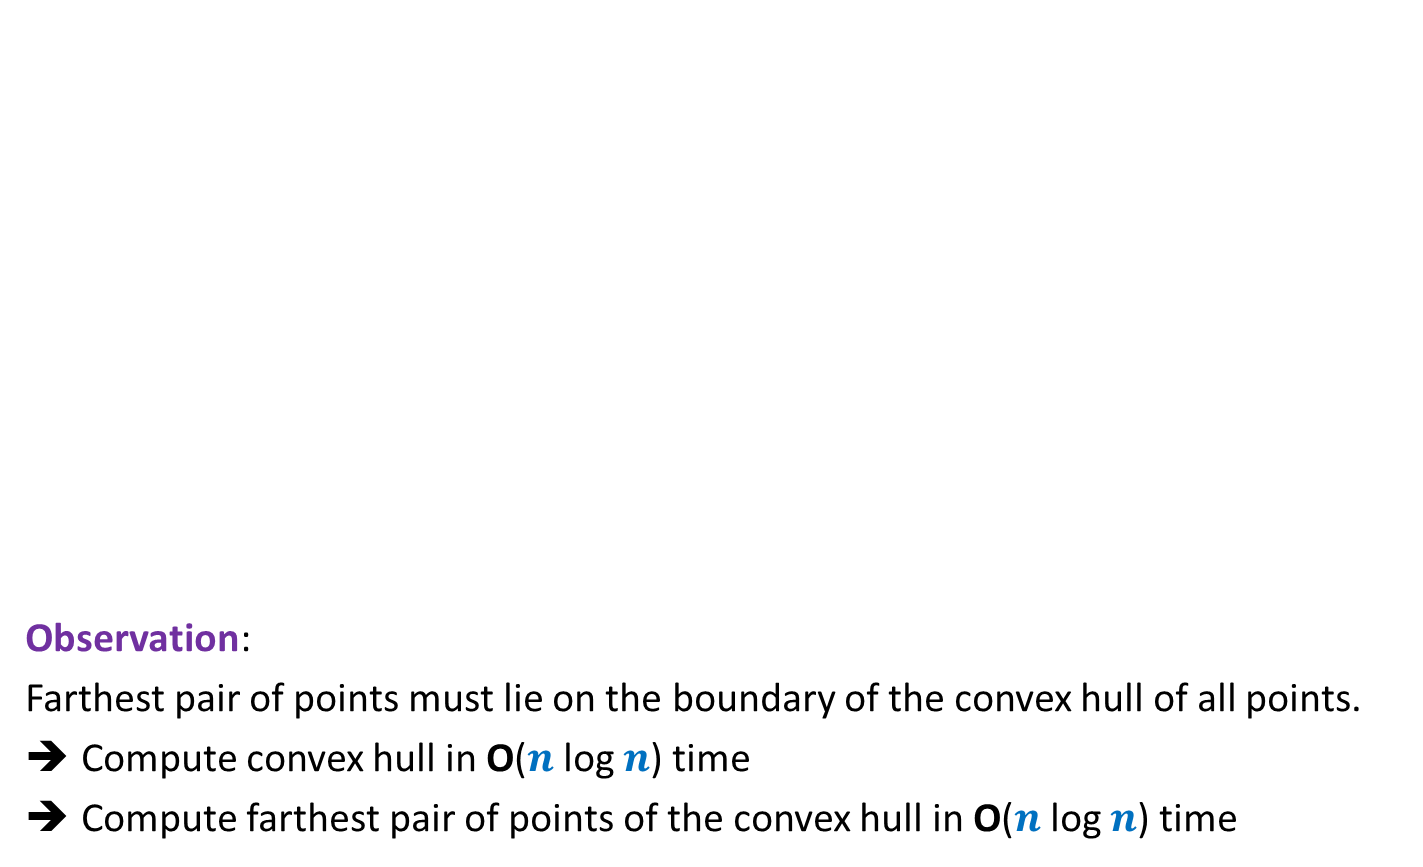 Observation:
Farthest pair of points must lie on the boundary of the convex hull of all points.
➔ Compute convex hull in O(n log n) time
➔ Compute farthest pair of points of the convex hull in O(n log n) time